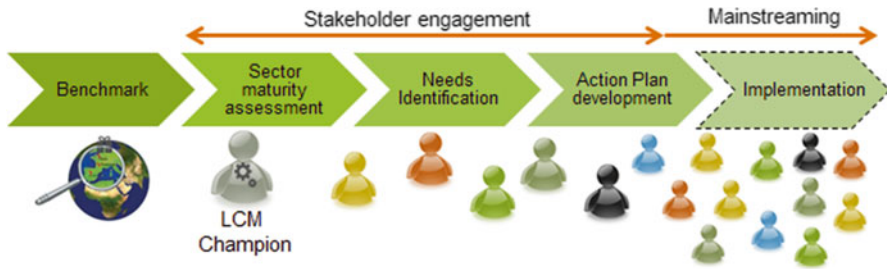 Stakeholder engagement
Mainstreaming
Benchmark
Sector
maturity
assessment
Needs
Identification
Action Plan
development
Implementation
LCM
Champion